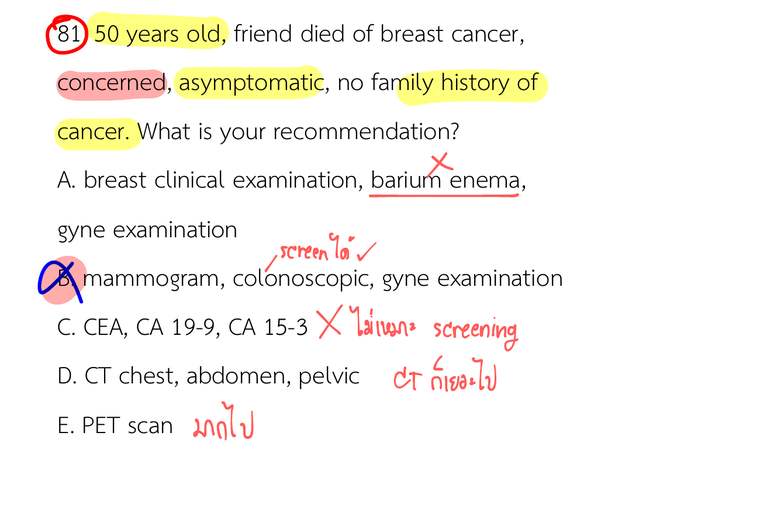 81 50 years old, friend died of breast cancer,
concerned, asymptomatic, no family history of
cancer. What is your recommendation?
A. breast clinical examination, barium enema,
gyne examination
screen ได้ ✓
B. mammogram, colonoscopic, gyne examination
C. CEA, CA 19-9, CA 15-3 X ไม่เหมาะ screening
D. CT chest, abdomen, pelvic CT ก็เยอะไป
E. PET scan มากไป